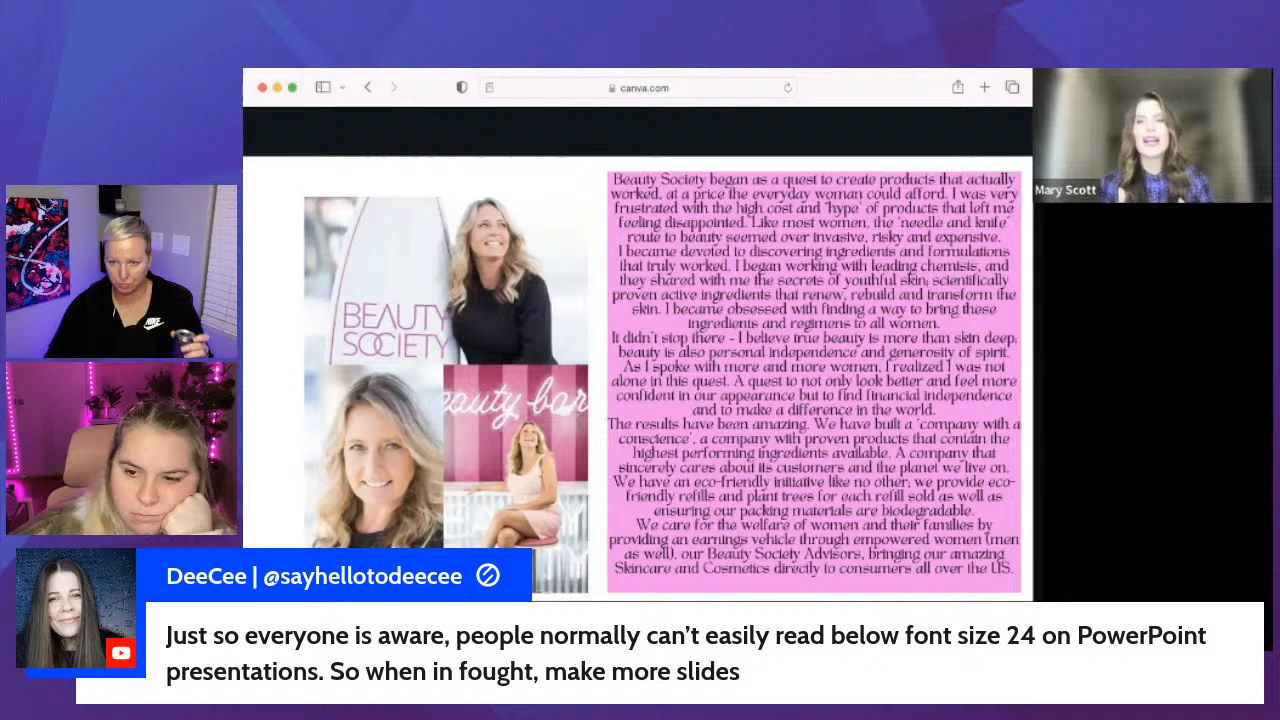 canva.com
Mary Scott
BEAUTY
SOCIETY
eauty bar
NIKE
Beauty Society began as a quest to create products that actually
worked, at a price the everyday woman could afford. I was very
frustrated with the high cost and 'hype' of products that left me
feeling disappointed. Like most women, the 'needle and knife'
route to beauty seemed over invasive, risky and expensive.
I became devoted to discovering ingredients and formulations
that truly worked. I began working with leading chemists, and
they shared with me the secrets of youthful skin; scientifically
proven active ingredients that renew, rebuild and transform the
skin. I became obsessed with finding a way to bring these
ingredients and regimens to all women.
It didn't stop there - I believe true beauty is more than skin deep;
beauty is also personal independence and generosity of spirit.
As I spoke with more and more women, I realized I was not
alone in this quest. A quest to not only look better and feel more
confident in our appearance but to find financial independence
and to make a difference in the world.
The results have been amazing. We have built a 'company with a
conscience', a company with proven products that contain the
highest performing ingredients available. A company that
sincerely cares about its customers and the planet we live on.
We have an eco-friendly initiative like no other; we provide eco-
friendly refills and plant trees for each refill sold as well as
ensuring our packing materials are biodegradable.
We care for the welfare of women and their families by
providing an earnings vehicle through empowered women (men
as well), our Beauty Society Advisors, bringing our amazing
Skincare and Cosmetics directly to consumers all over the US.
DeeCee | @sayhellotodeecee
Just so everyone is aware, people normally can't easily read below font size 24 on PowerPoint
presentations. So when in fought, make more slides